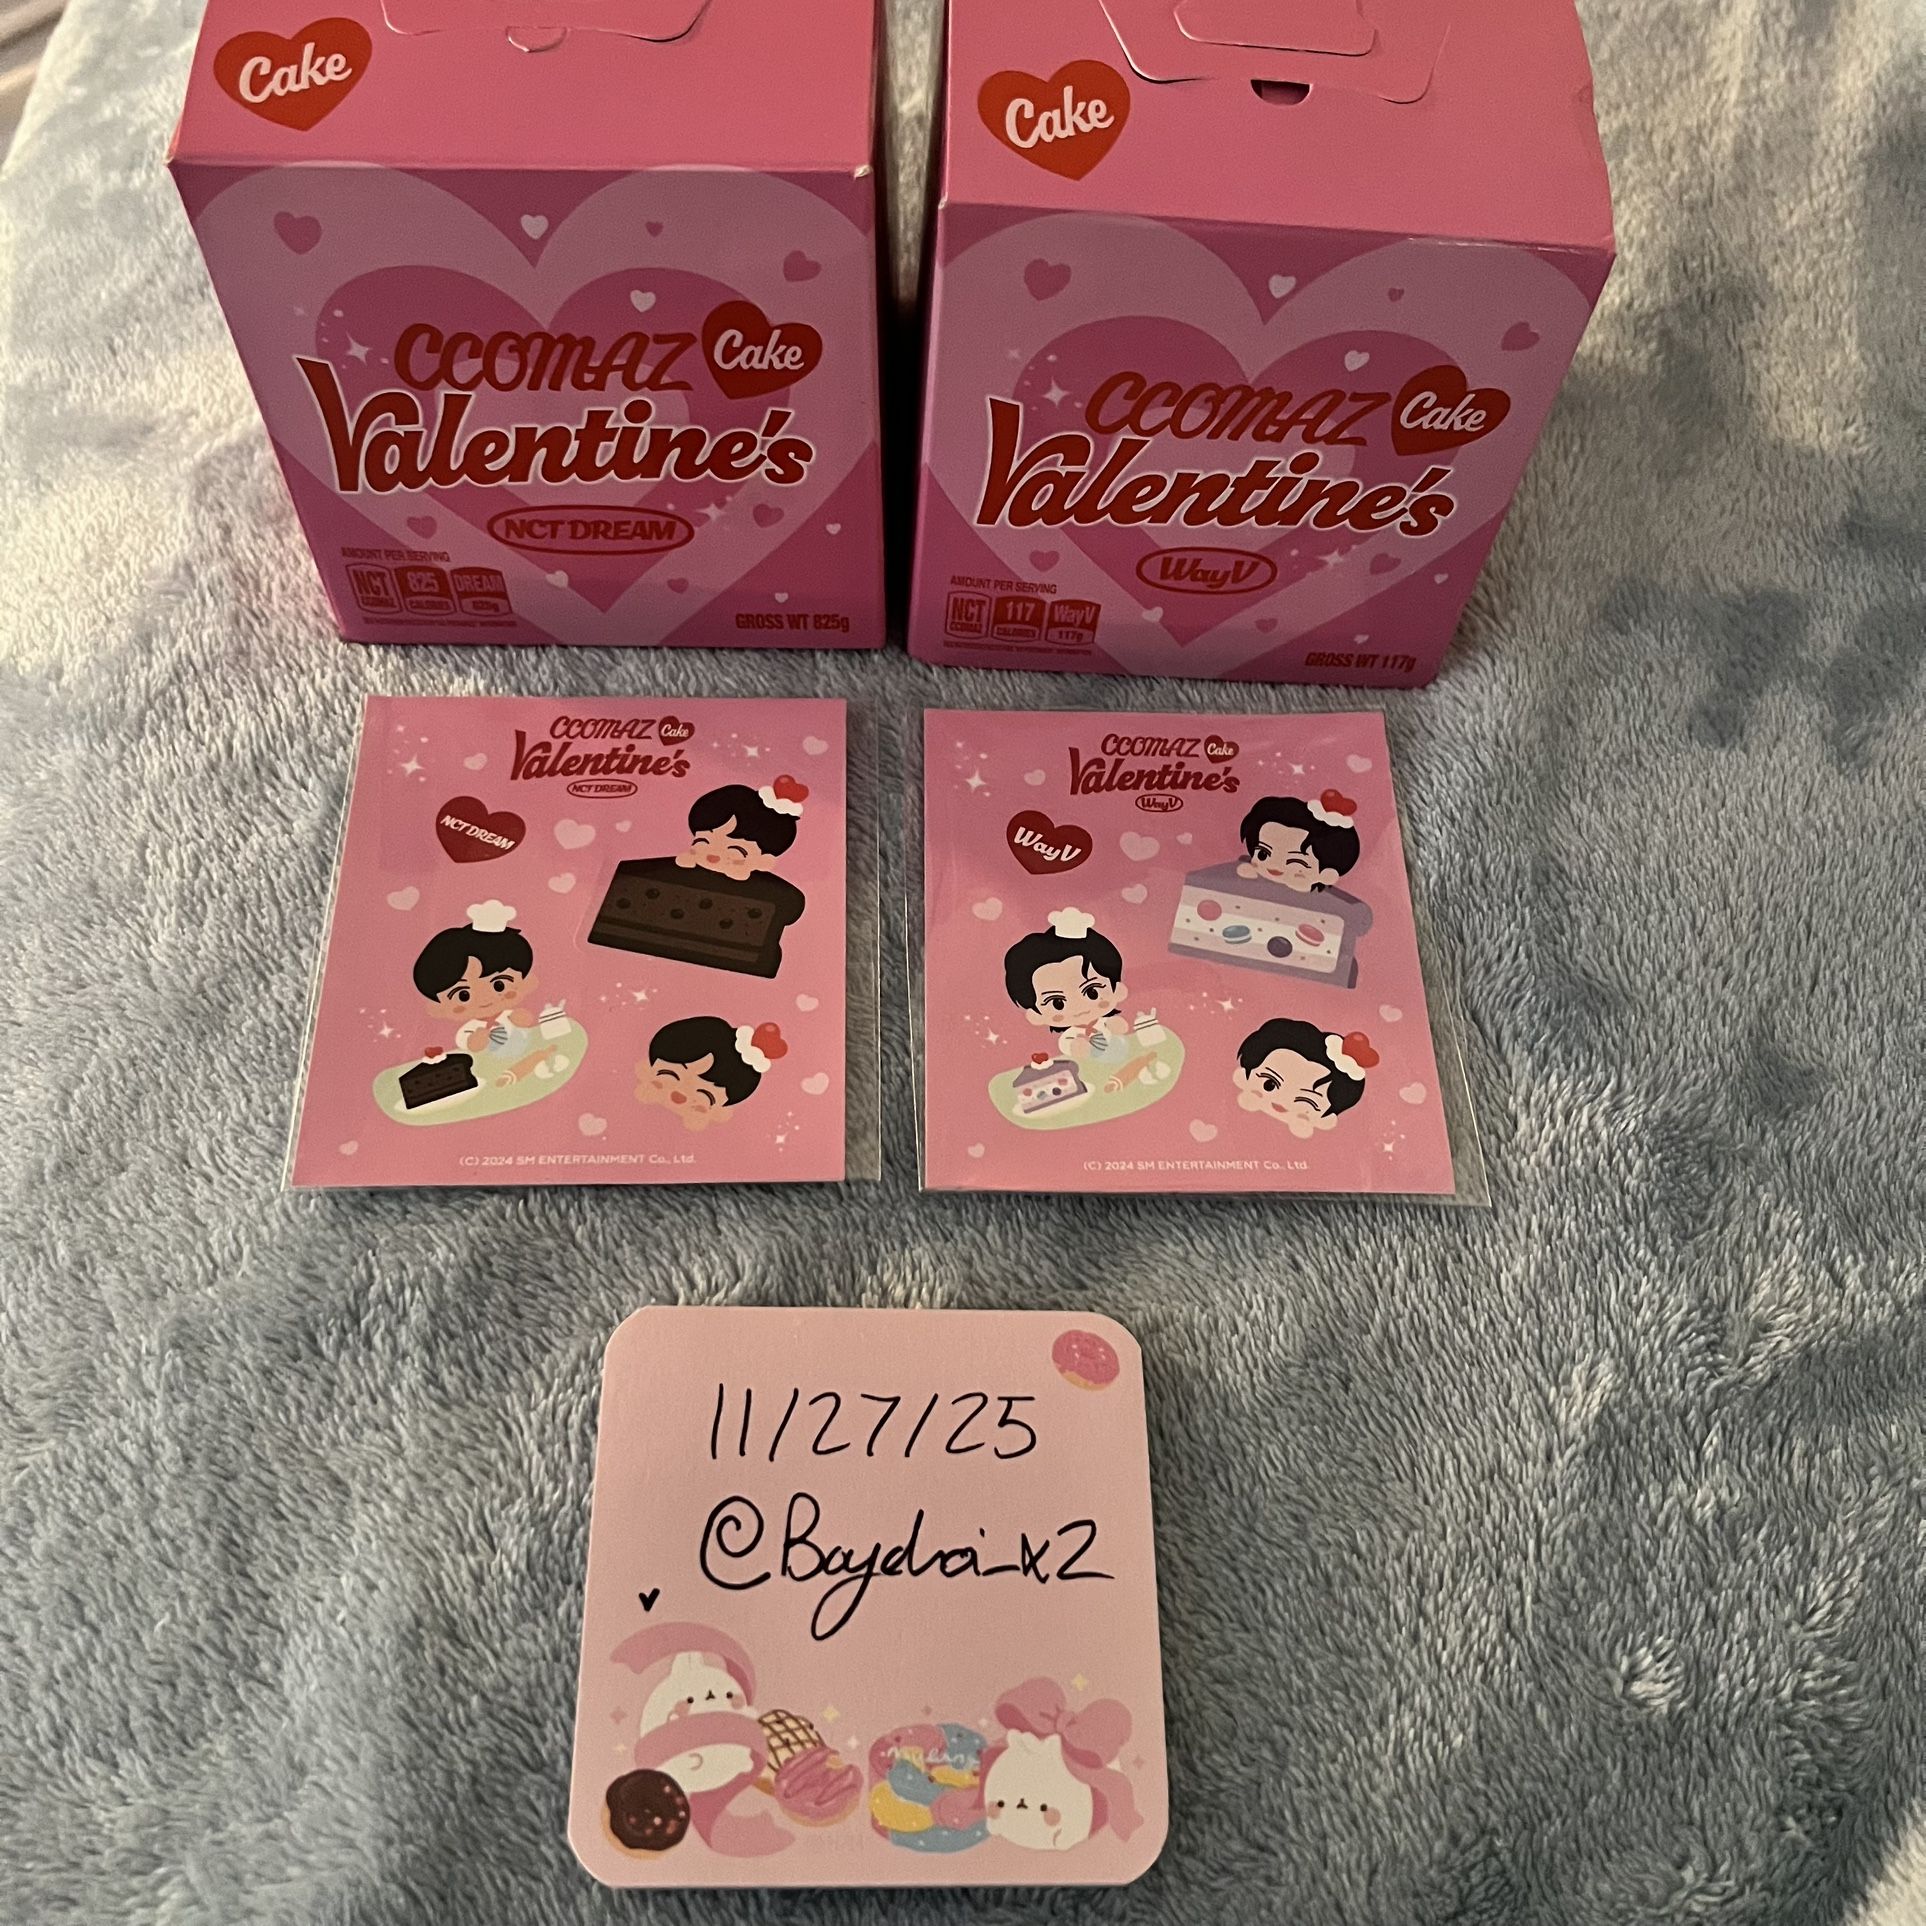 Cake
CCOMAZ Cake
Valentine's
NCT DREAM
AMOUNT PER SERVING
NCT 825 DREAM
CCOMAZ CALORIES 825g
GROSS WT 825g
Cake
CCOMAZ Cake
Valentine's
WayV
AMOUNT PER SERVING
NCT 117 WayV
CCOMAZ CALORIES 117g
GROSS WT 117g
CCOMAZ Cake
Valentine's
NCT DREAM
NCT DREAM
(C) 2024 SM ENTERTAINMENT Co., Ltd.
CCOMAZ Cake
Valentine's
WayV
WayV
(C) 2024 SM ENTERTAINMENT Co., Ltd.
11/27/25